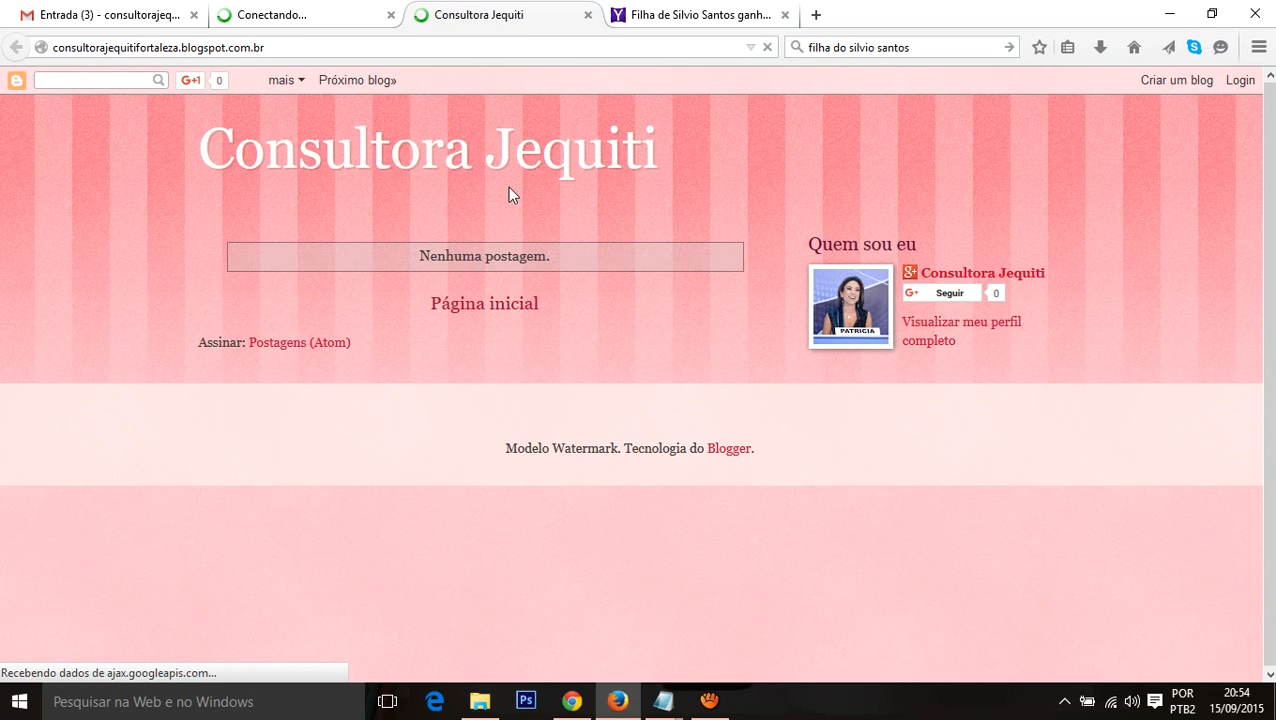 Entrada (3) - consultorajeq...
Conectando...
Consultora Jequiti
Filha de Silvio Santos ganh...
consultorajequitifortaleza.blogspot.com.br
filha do silvio santos
G+1 0
mais
Próximo blog»
Criar um blog
Login
Consultora Jequiti
Nenhuma postagem.
Página inicial
Assinar: Postagens (Atom)
Quem sou eu
PATRICIA
Consultora Jequiti
G+ Seguir 0
Visualizar meu perfil
completo
Modelo Watermark. Tecnologia do Blogger.
Recebendo dados de ajax.googleapis.com...
Pesquisar na Web e no Windows
Ps
POR
PTB2
20:54
15/09/2015